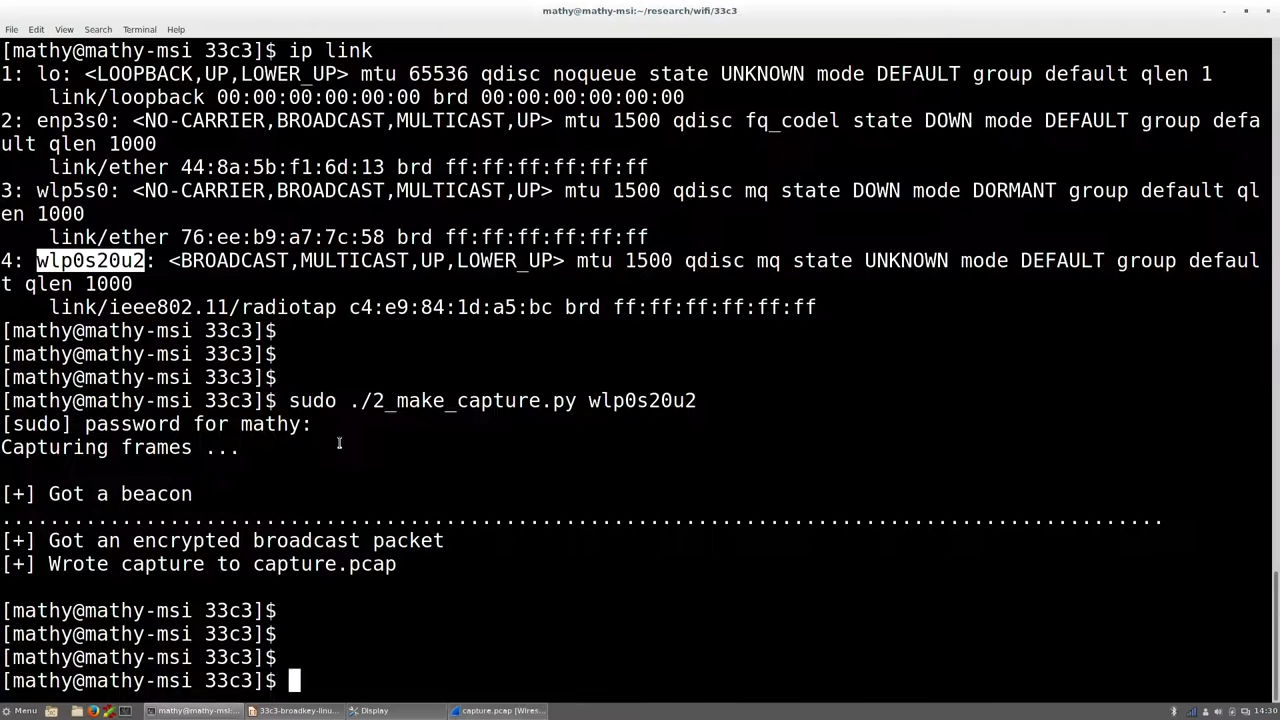 mathy@mathy-msi:~/research/wifi/33c3
File Edit View Search Terminal Help
[mathy@mathy-msi 33c3]$ ip link
1: lo: <LOOPBACK,UP,LOWER_UP> mtu 65536 qdisc noqueue state UNKNOWN mode DEFAULT group default qlen 1
link/loopback 00:00:00:00:00:00 brd 00:00:00:00:00:00
2: enp3s0: <NO-CARRIER,BROADCAST,MULTICAST,UP> mtu 1500 qdisc fq_codel state DOWN mode DEFAULT group defa
ult qlen 1000
link/ether 44:8a:5b:f1:6d:13 brd ff:ff:ff:ff:ff:ff
3: wlp5s0: <NO-CARRIER,BROADCAST,MULTICAST,UP> mtu 1500 qdisc mq state DOWN mode DORMANT group default ql
en 1000
link/ether 76:ee:b9:a7:7c:58 brd ff:ff:ff:ff:ff:ff
4: wlp0s20u2: <BROADCAST,MULTICAST,UP,LOWER_UP> mtu 1500 qdisc mq state UNKNOWN mode DEFAULT group defaul
t qlen 1000
link/ieee802.11/radiotap c4:e9:84:1d:a5:bc brd ff:ff:ff:ff:ff:ff
[mathy@mathy-msi 33c3]$
[mathy@mathy-msi 33c3]$
[mathy@mathy-msi 33c3]$
[mathy@mathy-msi 33c3]$ sudo ./2_make_capture.py wlp0s20u2
[sudo] password for mathy:
Capturing frames ...
[+] Got a beacon
.................................................................................................
[+] Got an encrypted broadcast packet
[+] Wrote capture to capture.pcap
[mathy@mathy-msi 33c3]$
[mathy@mathy-msi 33c3]$
[mathy@mathy-msi 33c3]$
[mathy@mathy-msi 33c3]$
Menu mathy@mathy-msi:... 33c3-broadkey-linu... Display capture.pcap [Wires... 14:30